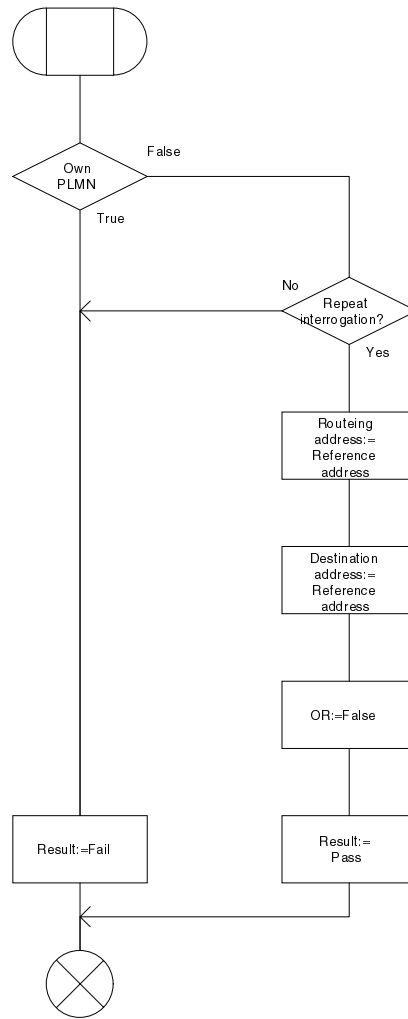 False
Own
PLMN
True
No
Repeat
interrogation?
Yes
Routeing
address:=
Reference
address
Destination
address:=
Reference
address
OR:=False
Result:=Fail
Result:=
Pass